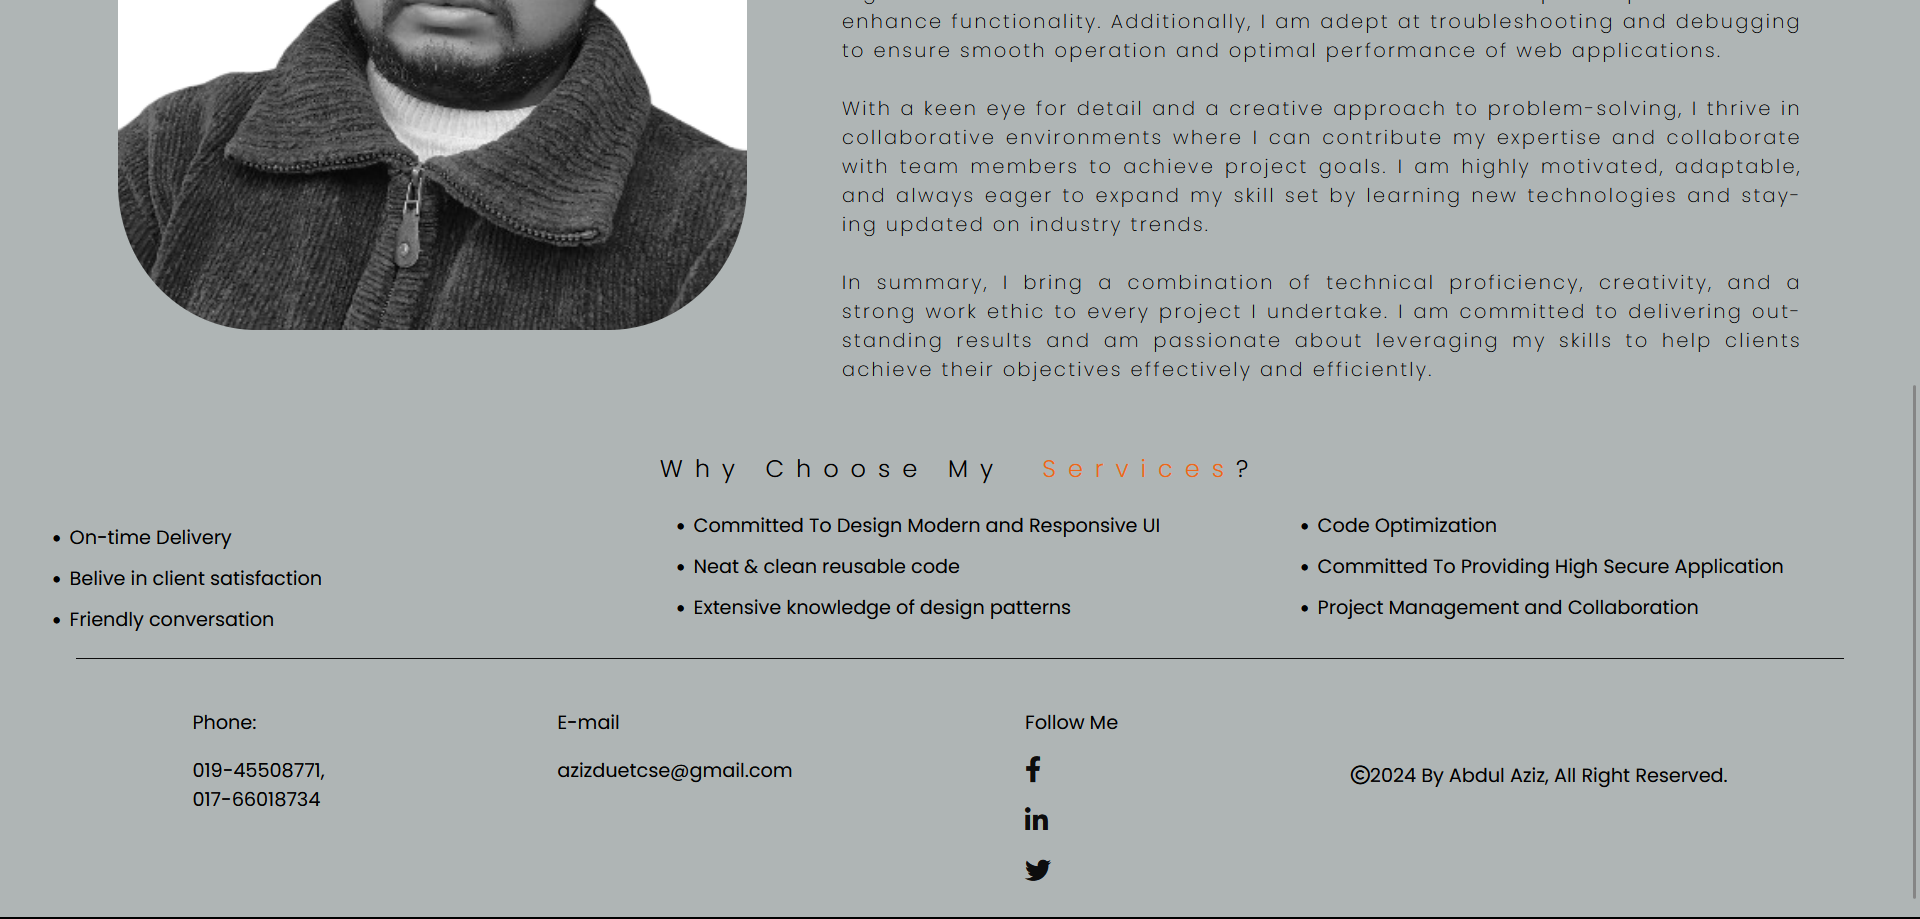 enhance functionality. Additionally, I am adept at troubleshooting and debugging
to ensure smooth operation and optimal performance of web applications.
With a keen eye for detail and a creative approach to problem-solving, I thrive in
collaborative environments where I can contribute my expertise and collaborate
with team members to achieve project goals. I am highly motivated, adaptable,
and always eager to expand my skill set by learning new technologies and stay-
ing updated on industry trends.
In summary, I bring a combination of technical proficiency, creativity, and a
strong work ethic to every project I undertake. I am committed to delivering out-
standing results and am passionate about leveraging my skills to help clients
achieve their objectives effectively and efficiently.
Why Choose My Services?
On-time Delivery
Belive in client satisfaction
Friendly conversation
Committed To Design Modern and Responsive UI
Neat & clean reusable code
Extensive knowledge of design patterns
Code Optimization
Committed To Providing High Secure Application
Project Management and Collaboration
Phone:
019-45508771,
017-66018734
E-mail
azizduetcse@gmail.com
Follow Me
©2024 By Abdul Aziz, All Right Reserved.